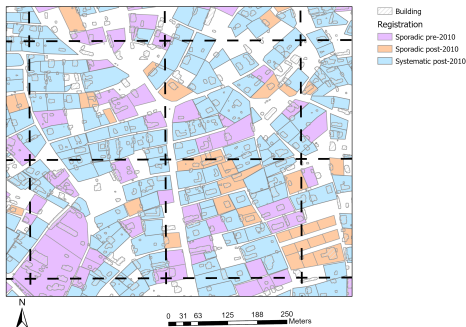 Building
Registration
Sporadic pre-2010
Sporadic post-2010
Systematic post-2010
N
0 31 63 125 188 250
Meters